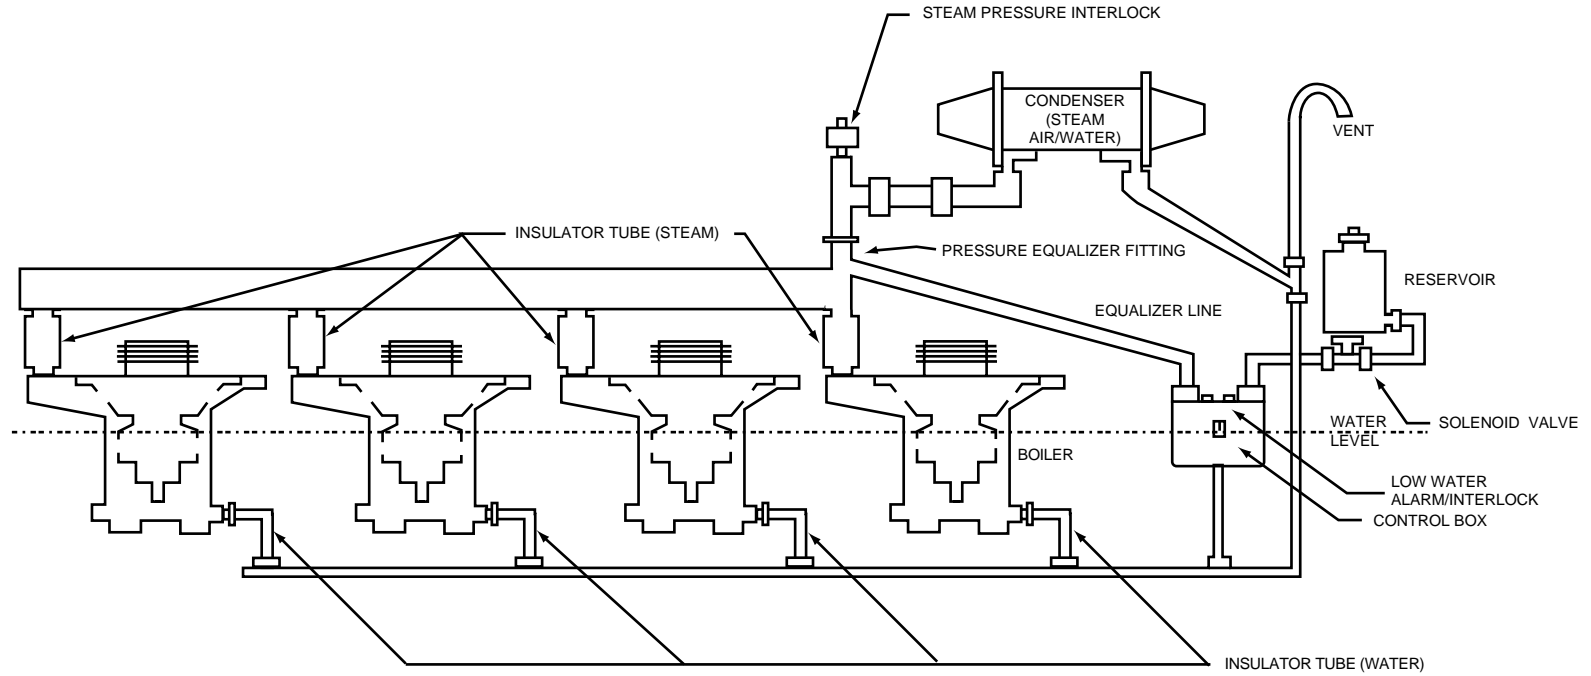 STEAM PRESSURE INTERLOCK
CONDENSER
(STEAM
AIR/WATER)
VENT
INSULATOR TUBE (STEAM)
PRESSURE EQUALIZER FITTING
RESERVOIR
EQUALIZER LINE
WATER
LEVEL
SOLENOID VALVE
BOILER
LOW WATER
ALARM/INTERLOCK
CONTROL BOX
INSULATOR TUBE (WATER)